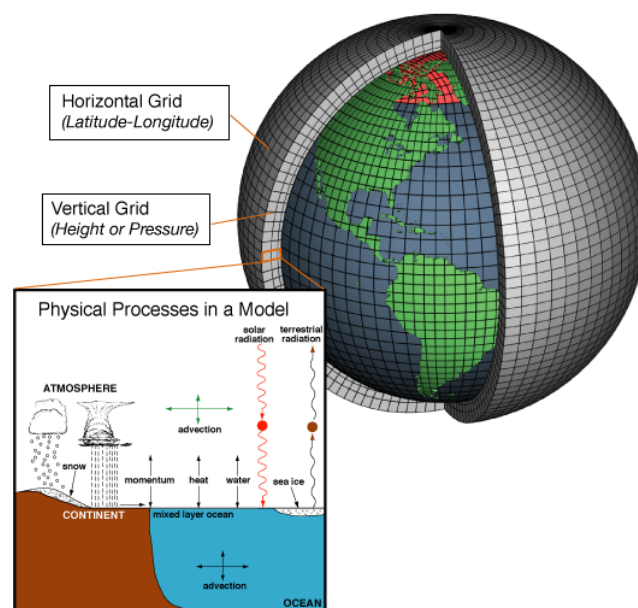 Horizontal Grid
(Latitude-Longitude)
Vertical Grid
(Height or Pressure)
Physical Processes in a Model
solar
radiation
terrestrial
radiation
ATMOSPHERE
advection
snow
momentum
heat
water
sea ice
CONTINENT
mixed layer ocean
advection
OCEAN